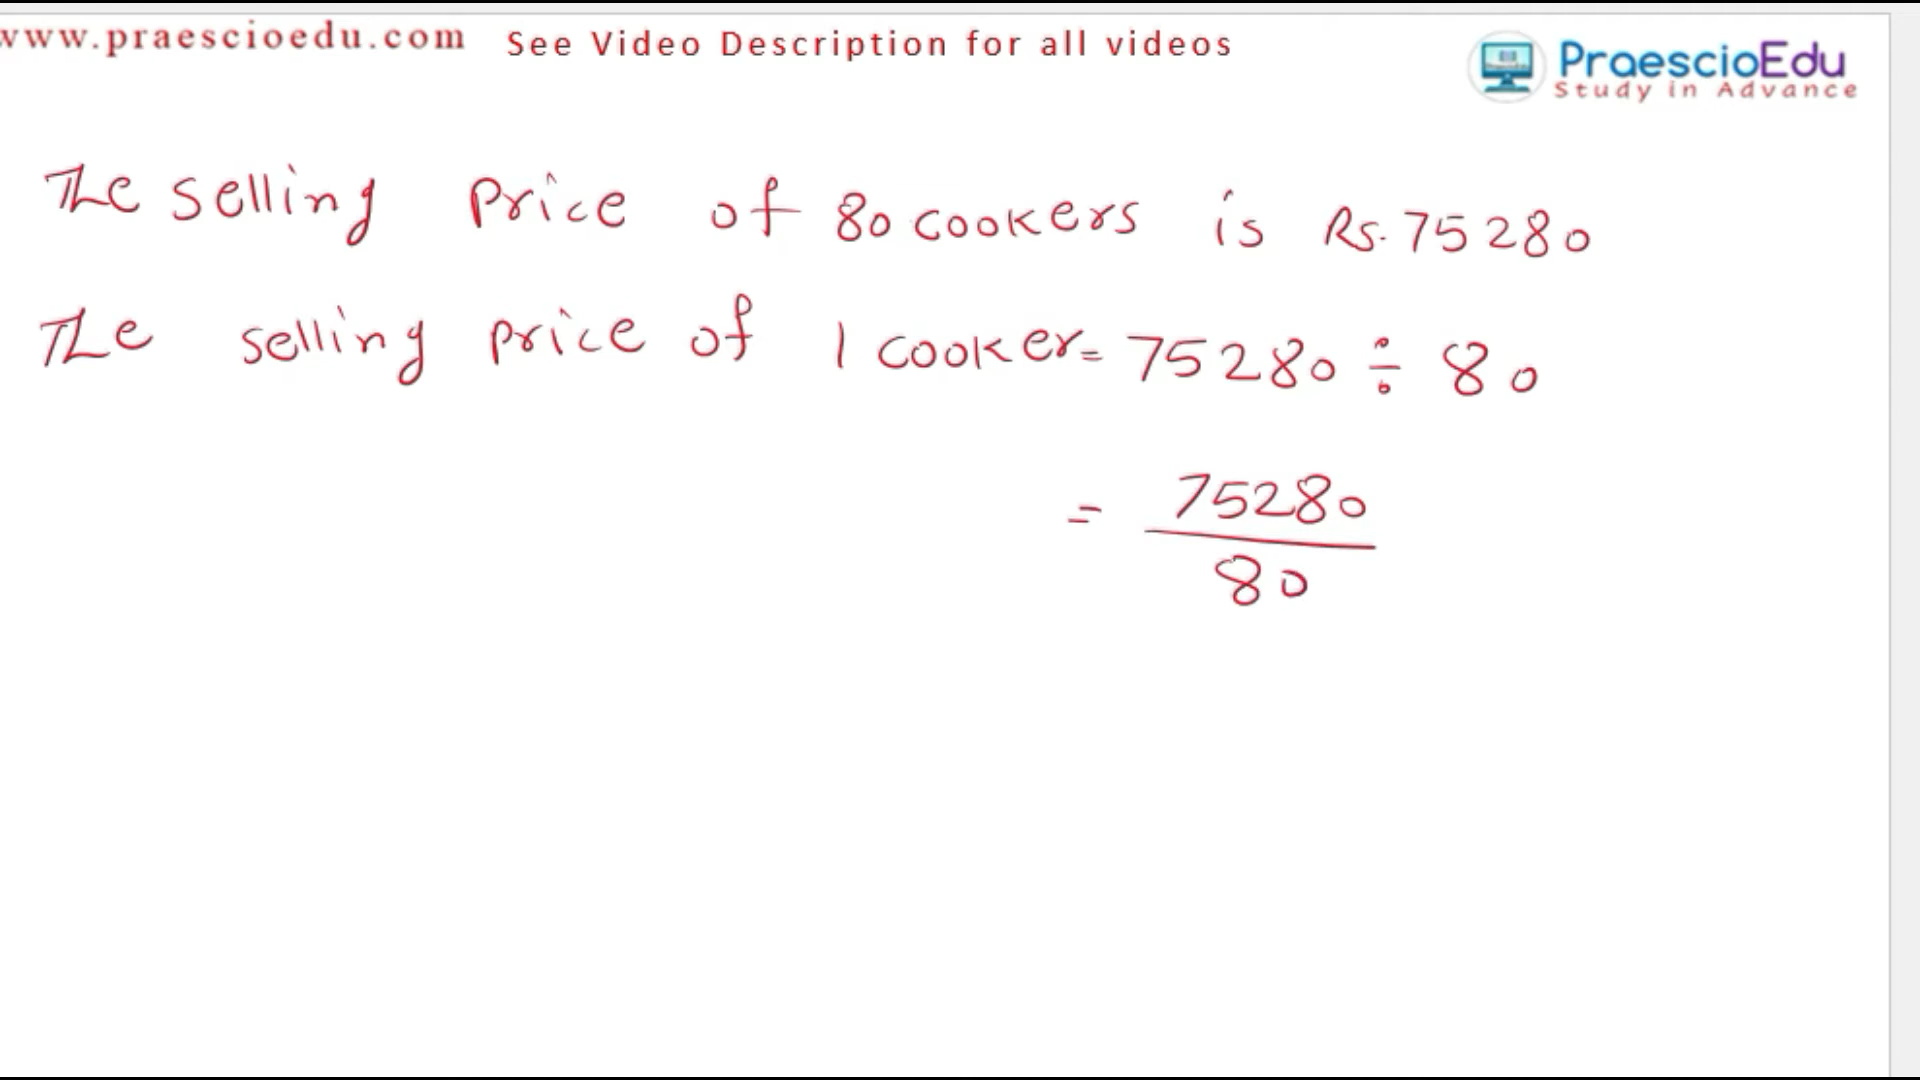 www.praescioedu.com See Video Description for all videos
PraescioEdu
Study in Advance
The selling Price of 80 cookers is Rs. 75280
The selling price of 1 cooker = 75280 ÷ 80
= 75280
80